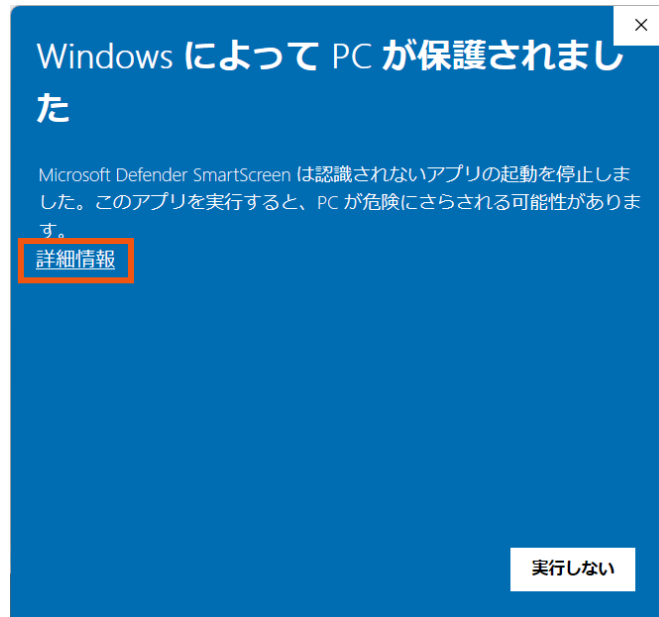 Windows によって PC が保護されまし
た
Microsoft Defender SmartScreen は認識されないアプリの起動を停止しま
した。このアプリを実行すると、PC が危険にさらされる可能性がありま
す。
詳細情報
実行しない